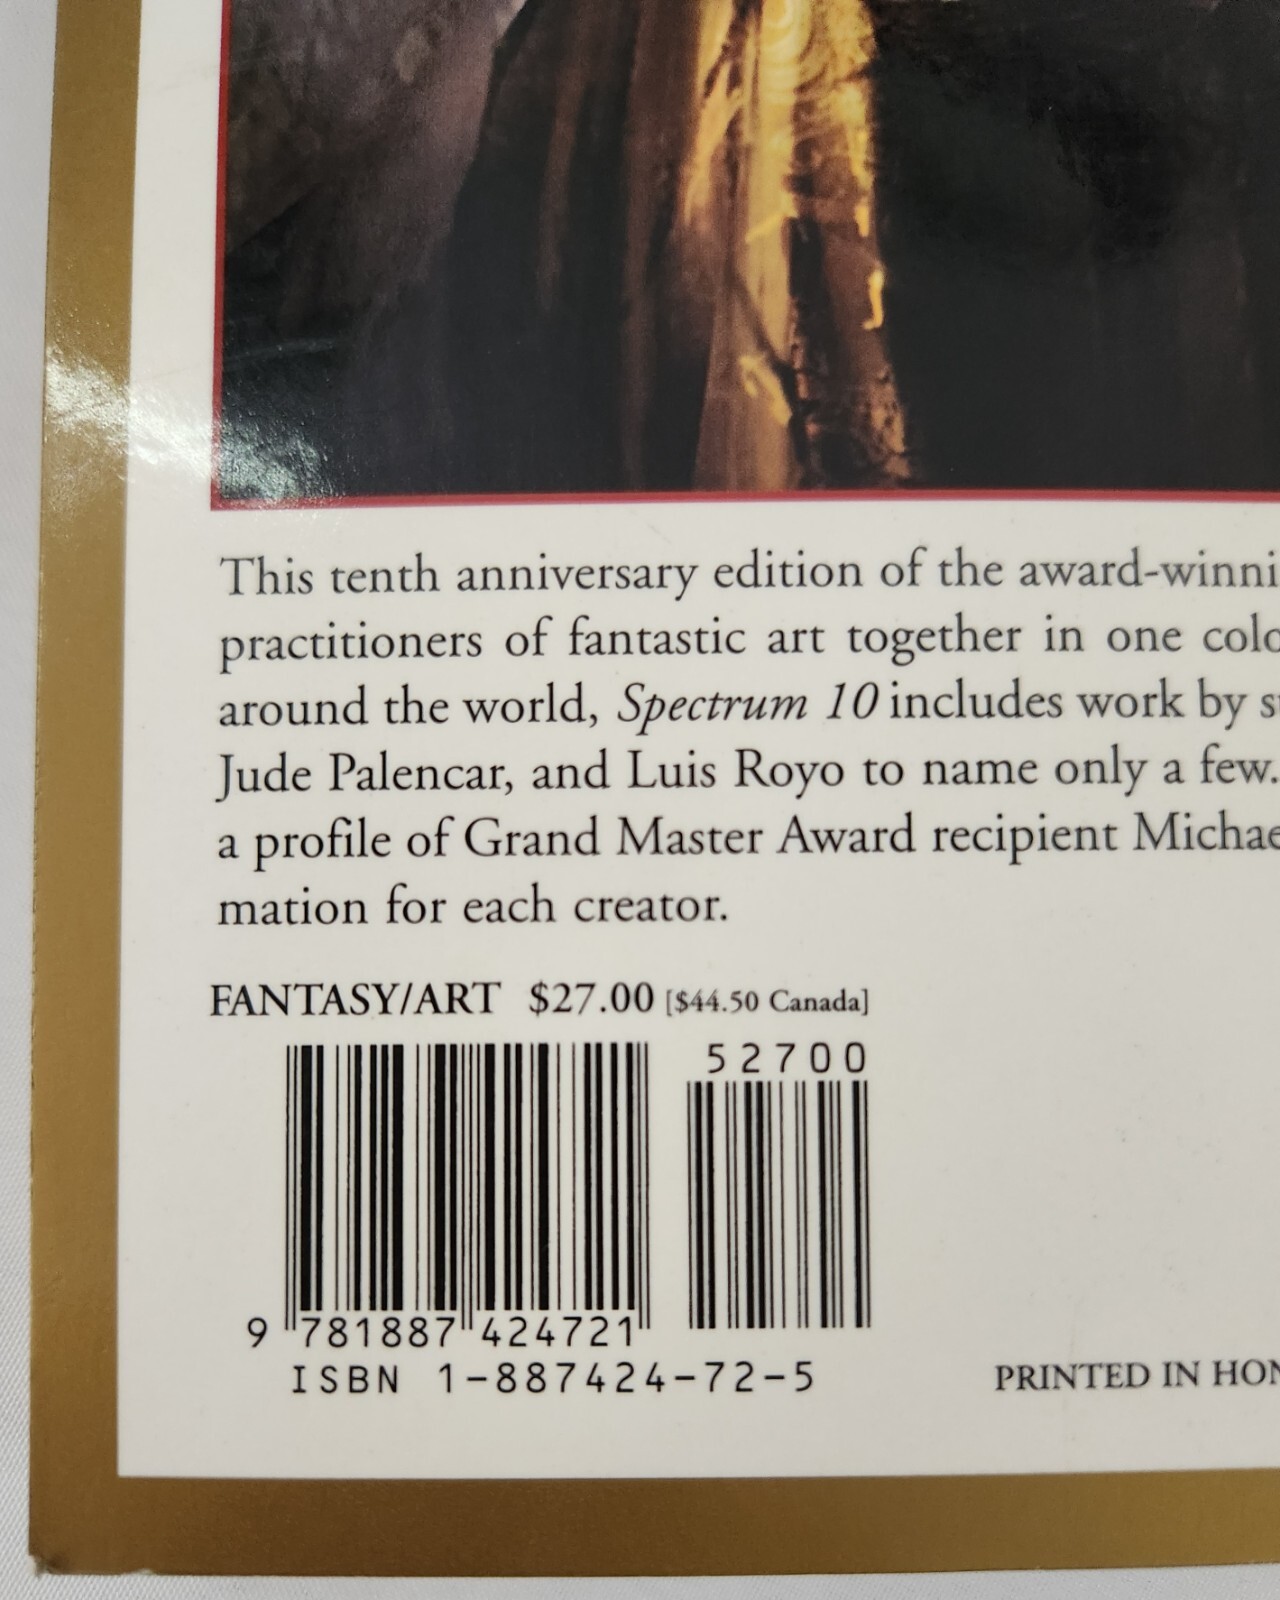 This tenth anniversary edition of the award-winni
practitioners of fantastic art together in one colo
around the world, Spectrum 10 includes work by s
Jude Palencar, and Luis Royo to name only a few.
a profile of Grand Master Award recipient Michae
mation for each creator.
FANTASY/ART $27.00 [$44.50 Canada]
52700
9 781887 424721
ISBN 1-887424-72-5
PRINTED IN HON